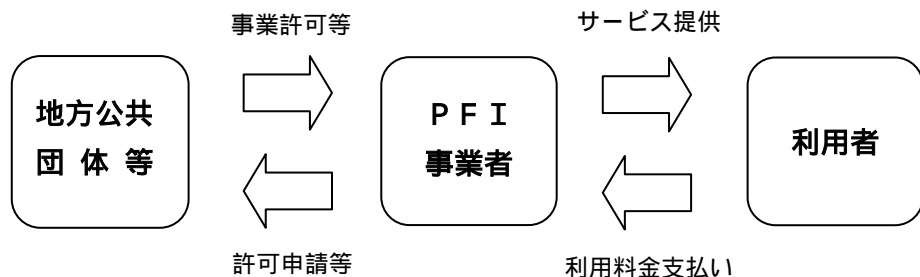 事業許可等
サービス提供
地方公共
団 体 等
ＰＦＩ
事業者
利用者
許可申請等
利用料金支払い